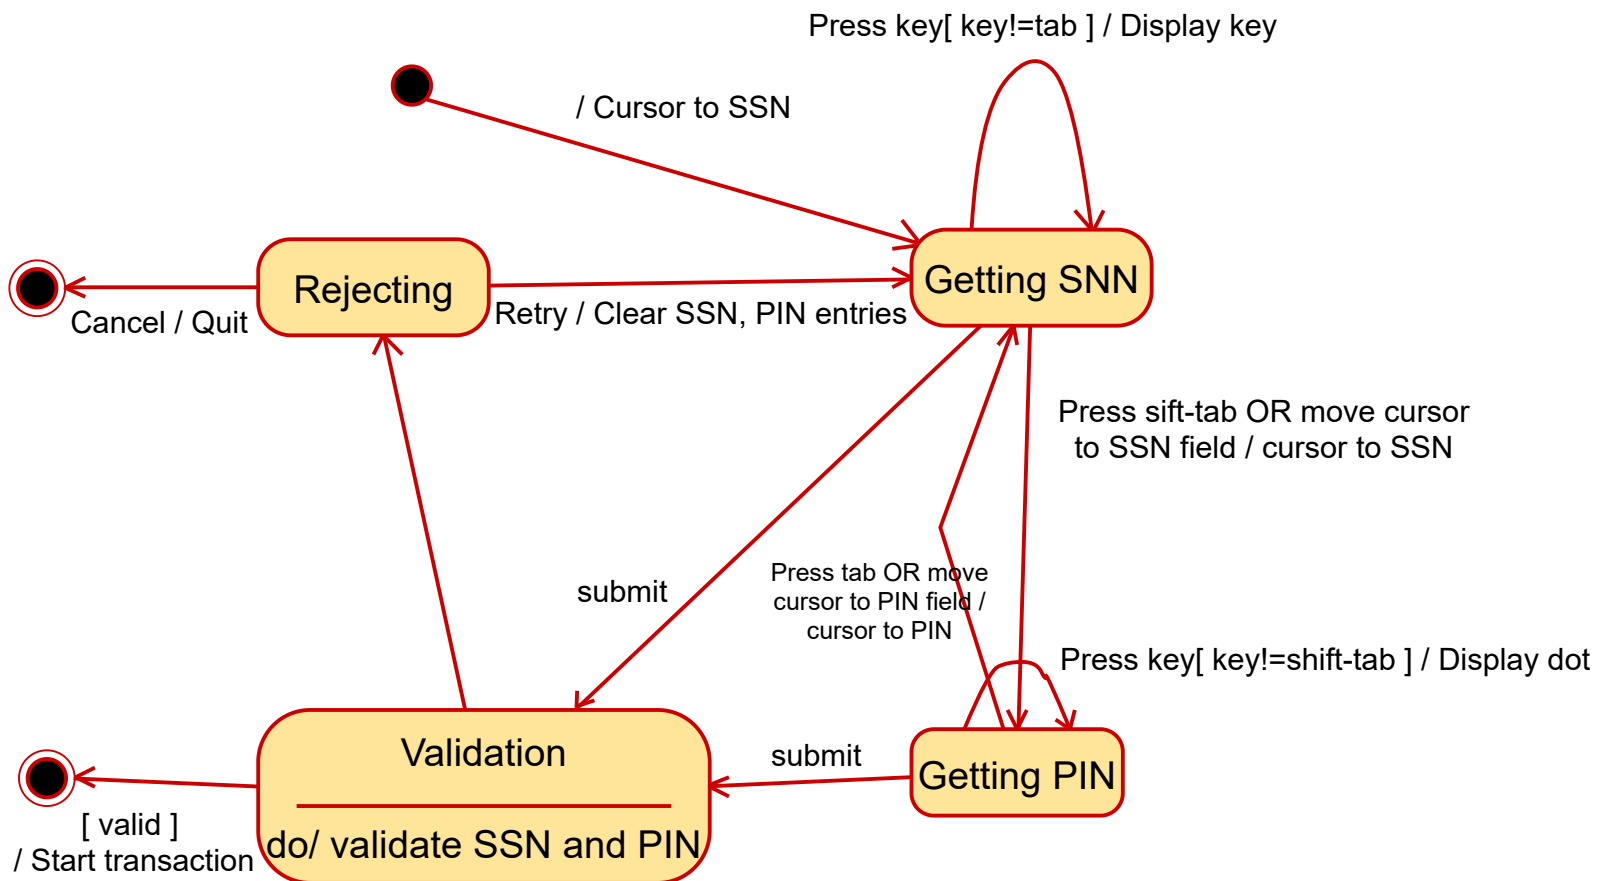 Press key[ key!=tab ] / Display key
/ Cursor to SSN
Rejecting
Getting SNN
Cancel / Quit
Retry / Clear SSN, PIN entries
Press sift-tab OR move cursor
to SSN field / cursor to SSN
submit
Press tab OR move
cursor to PIN field /
cursor to PIN
Press key[ key!=shift-tab ] / Display dot
Validation
submit
Getting PIN
[ valid ]
/ Start transaction
do/ validate SSN and PIN